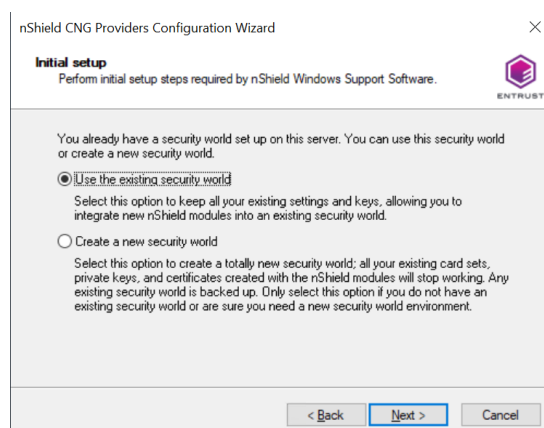 nShield CNG Providers Configuration Wizard
Initial setup
Perform initial setup steps required by nShield Windows Support Software.
ENTRUST
You already have a security world set up on this server. You can use this security world
or create a new security world.
Use the existing security world
Select this option to keep all your existing settings and keys, allowing you to
integrate new nShield modules into an existing security world.
Create a new security world
Select this option to create a totally new security world; all your existing card sets,
private keys, and certificates created with the nShield modules will stop working. Any
existing security world is backed up. Only select this option if you do not have an
existing security world or are sure you need a new security world environment.
< Back Next > Cancel